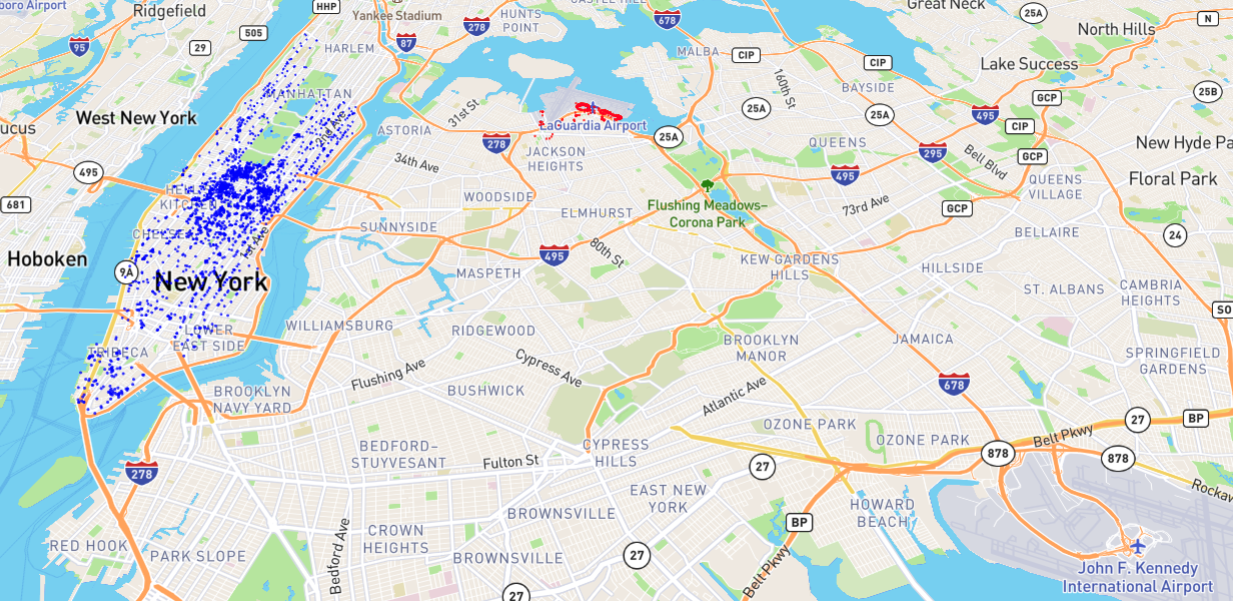 boro Airport
Ridgefield
HHP
Yankee Stadium
278
HUNTS
POINT
678
Great Neck
25A
N
North Hills
95
29
505
HARLEM
87
MALBA
CIP
CIP
Lake Success
160th St
BAYSIDE
GCP
25B
MANHATTAN
West New York
2nd Ave
31st St
ASTORIA
LaGuardia Airport
25A
25A
25A
495
CIP
278
QUEENS
New Hyde Pa
34th Ave
JACKSON
HEIGHTS
295
Bell Blvd
GCP
495
495
Floral Park
QUEENS
VILLAGE
681
WOODSIDE
Flushing Meadows-
Corona Park
73rd Ave
GCP
ELMHURST
CHELSEA
1st Ave
SUNNYSIDE
BELLAIRE
24
Hoboken
9A
New York
495
80th St
MASPETH
KEW GARDENS
HILLS
HILLSIDE
ST. ALBANS
CAMBRIA
HEIGHTS
SO
LOWER
EAST SIDE
WILLIAMSBURG
RIDGEWOOD
TRIBECA
BROOKLYN
MANOR
JAMAICA
SPRINGFIELD
GARDENS
Flushing Ave
Cypress Ave
BUSHWICK
BROOKLYN
NAVY YARD
Atlantic Ave
678
OZONE PARK
OZONE PARK
27
BP
Belt Pkwy
BEDFORD-
STUYVESANT
CYPRESS
HILLS
Fulton St
278
27
878
878
EAST NEW
YORK
Rockaw
BROWNSVILLE
BP
HOWARD
BEACH
RED HOOK
PARK SLOPE
Bedford Ave
CROWN
HEIGHTS
BROWNSVILLE
27
27
Belt Pkwy
John F. Kennedy
International Airport